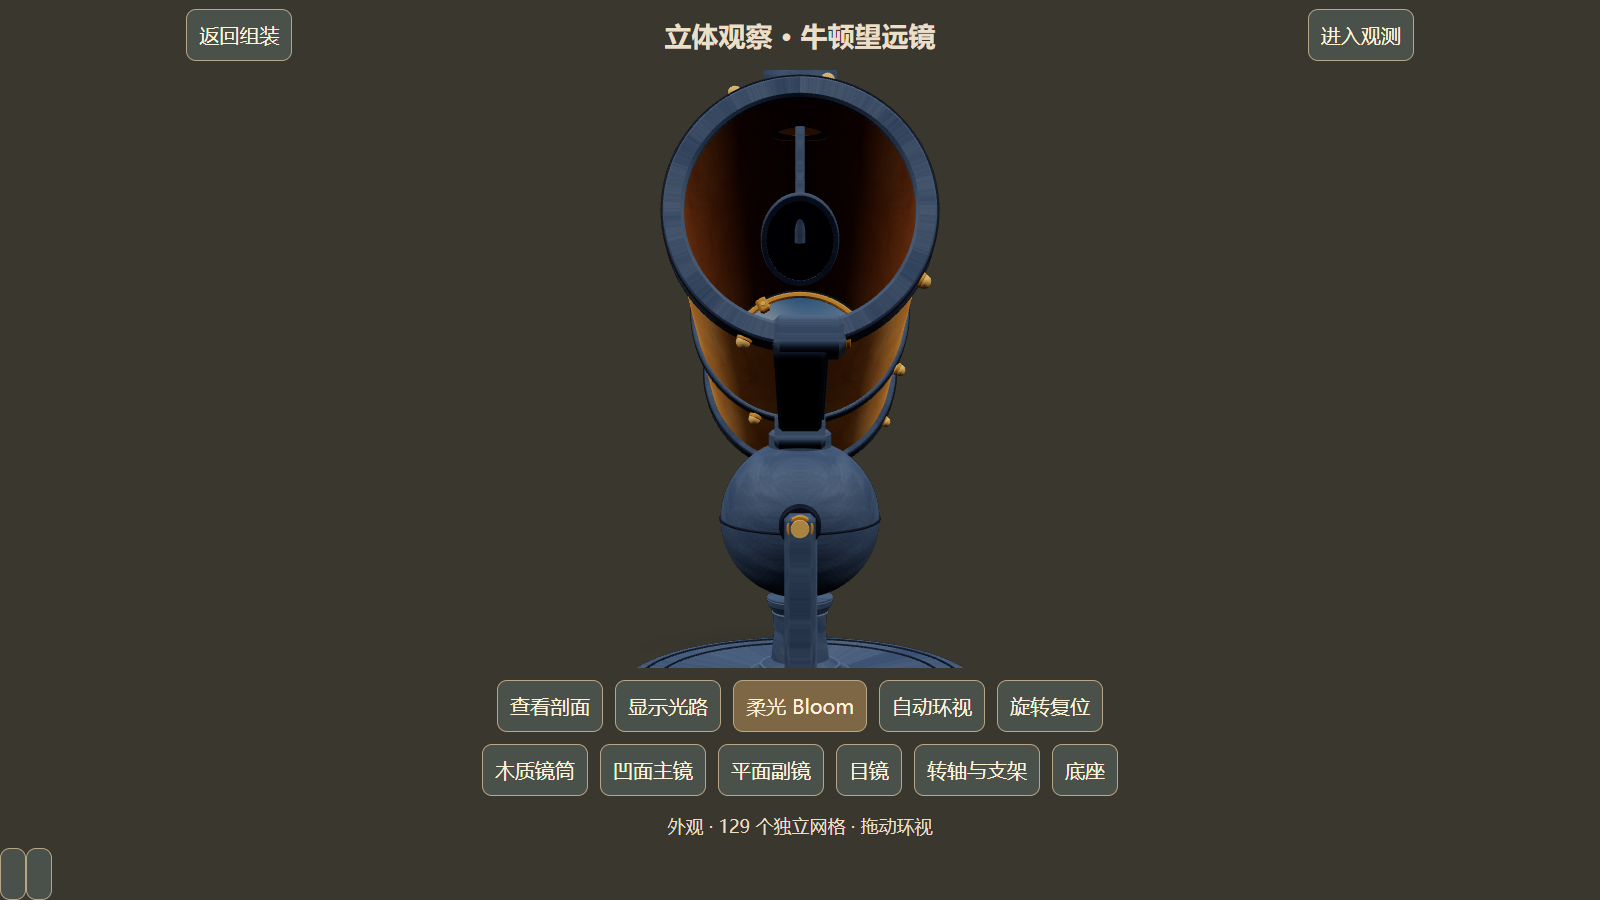 返回组装
立体观察·牛顿望远镜
进入观测
查看剖面
显示光路
柔光 Bloom
自动环视
旋转复位
木质镜筒
凹面主镜
平面副镜
目镜
转轴与支架
底座
外观 · 129 个独立网格 · 拖动环视